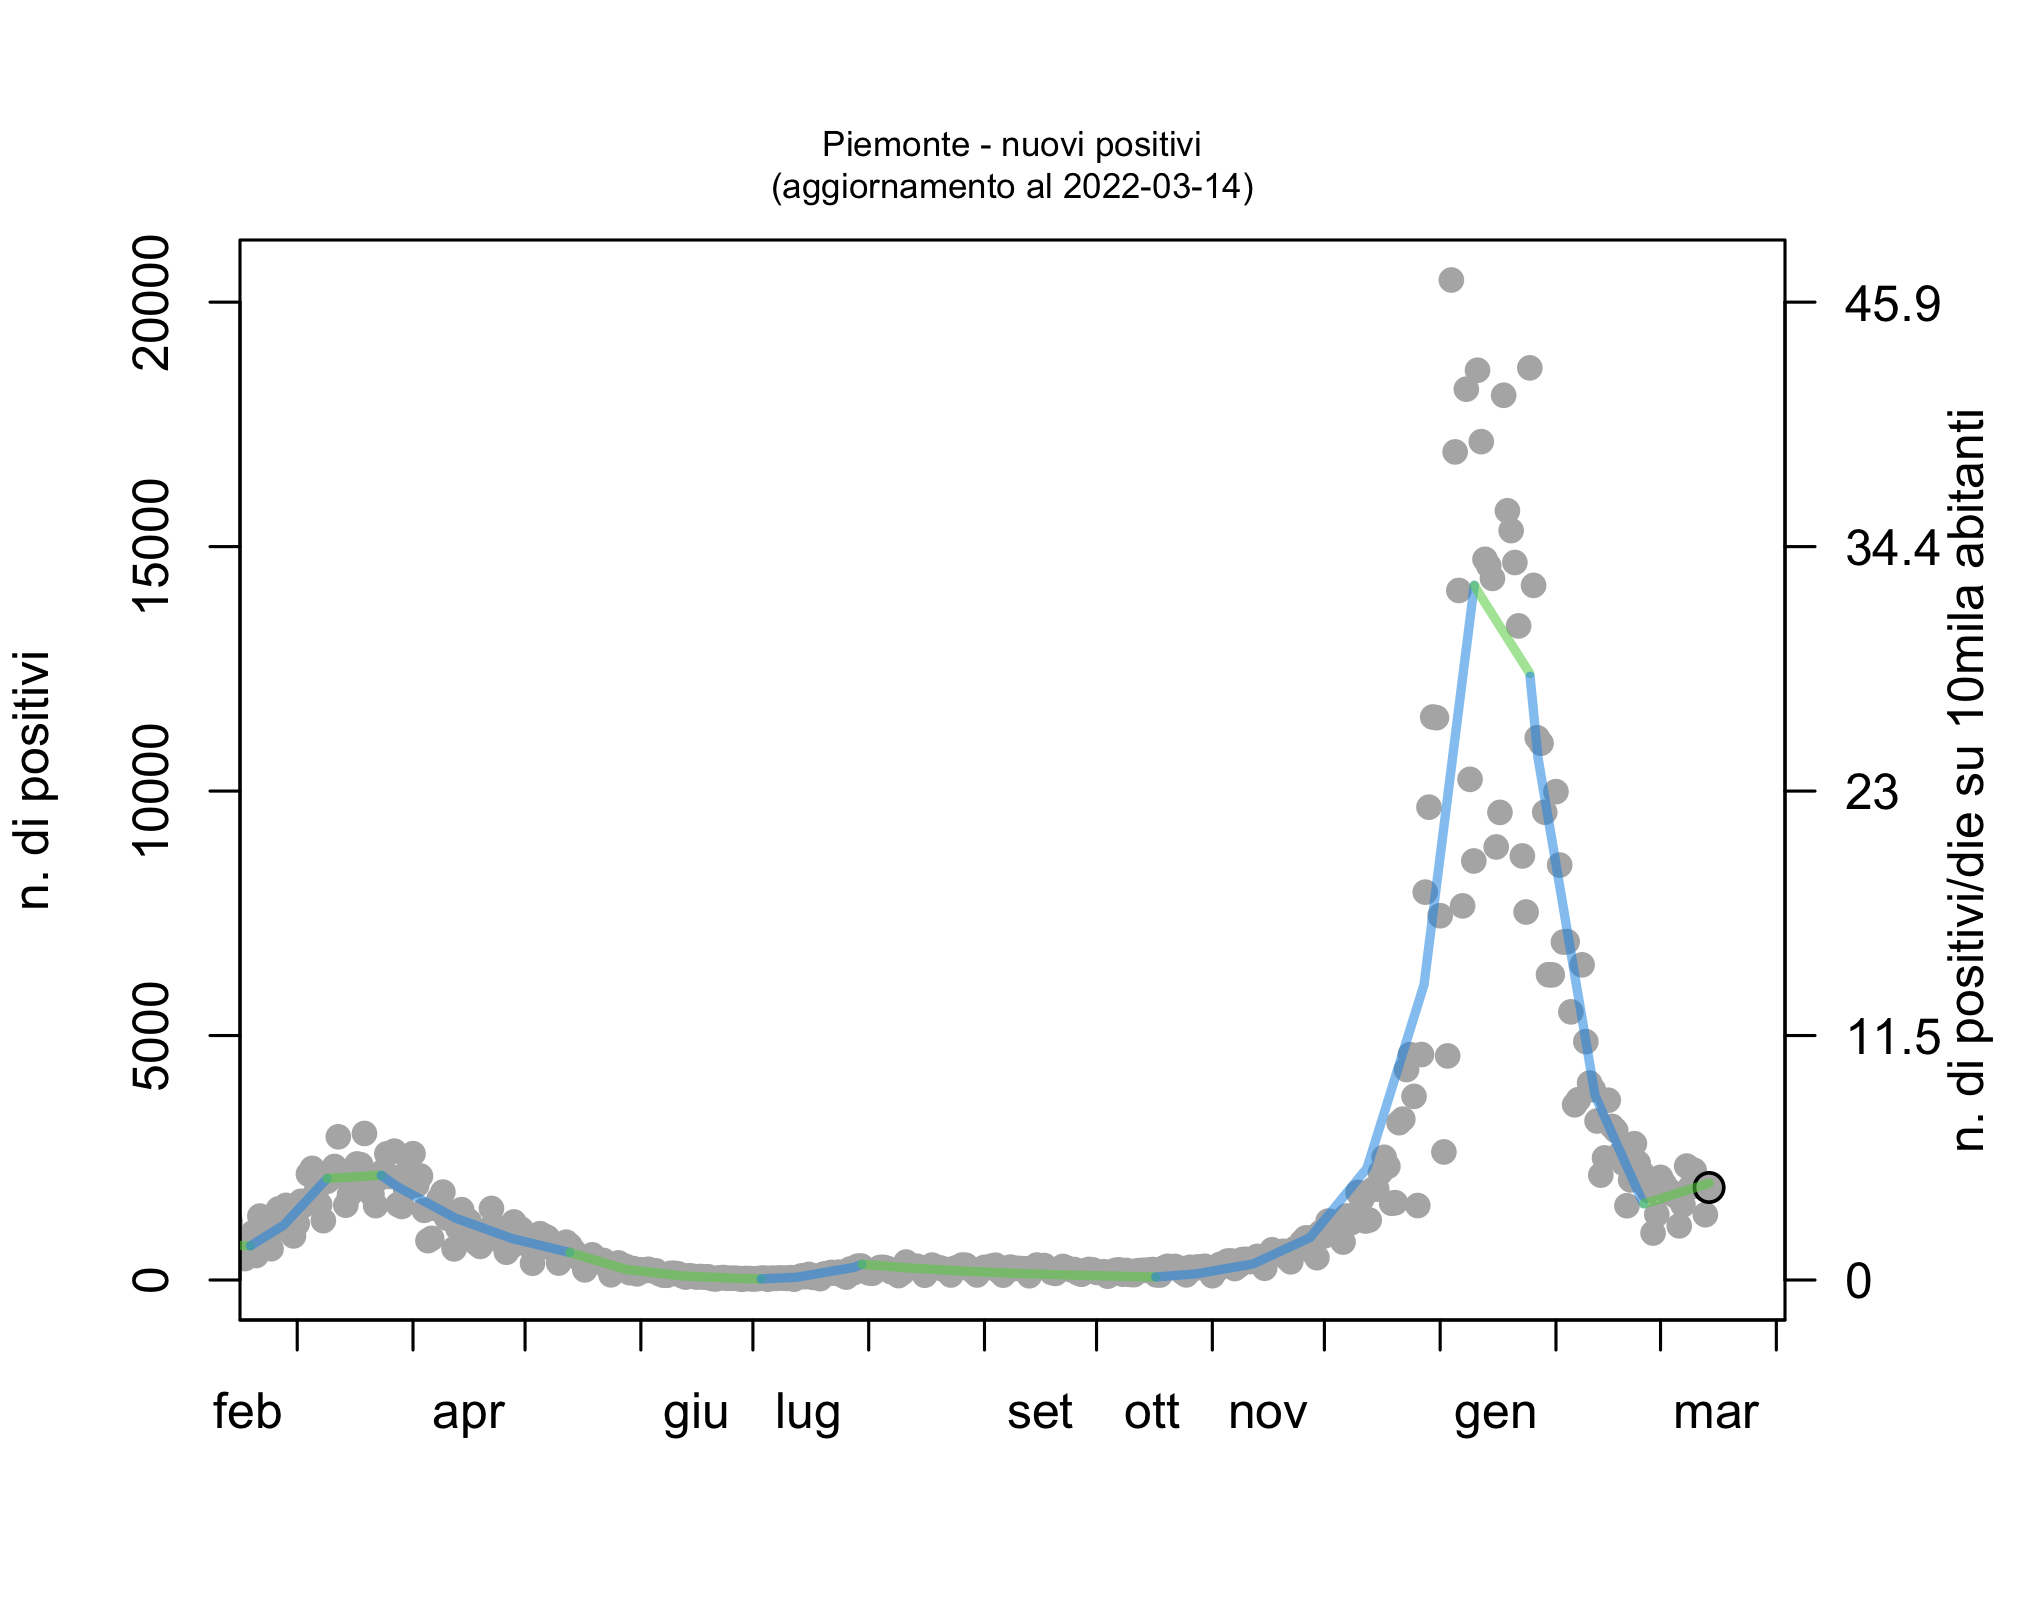 Piemonte - nuovi positivi
(aggiornamento al 2022-03-14)
n. di positivi
20000
15000
10000
5000
0
45.9
34.4
23
11.5
0
n. di positivi/die su 10mila abitanti
feb apr giu lug set ott nov gen mar